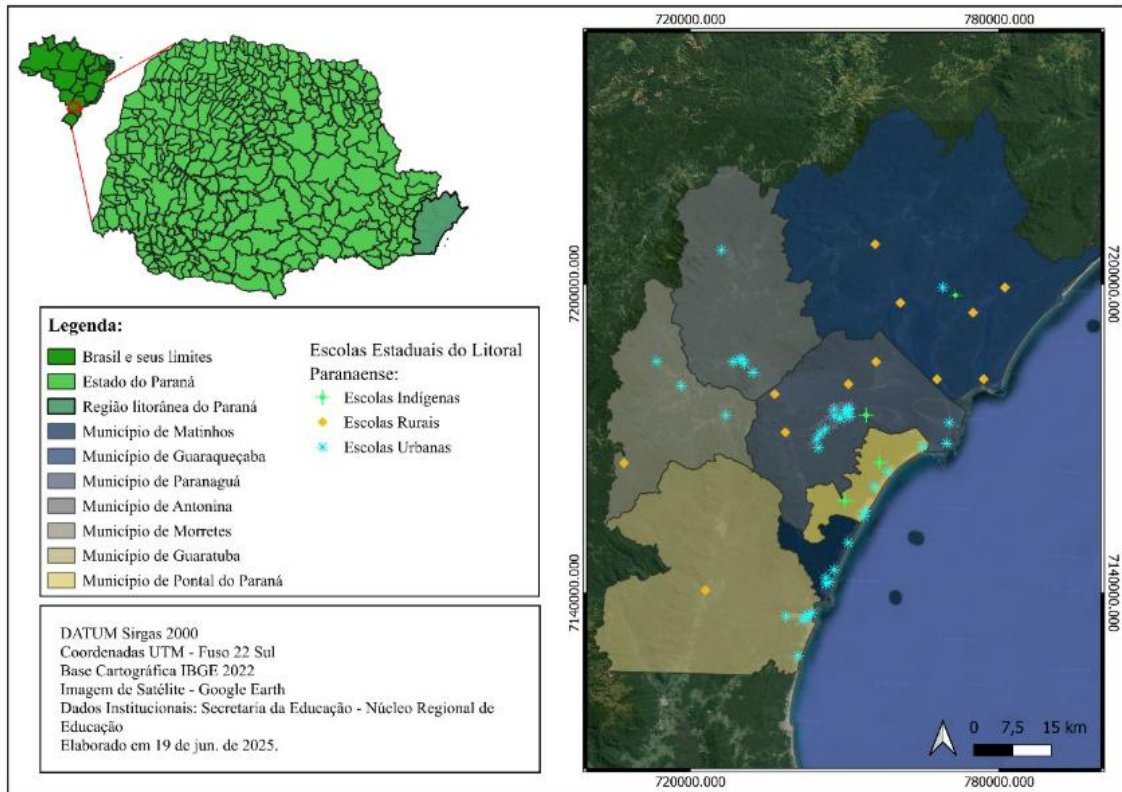 720000.000
780000.000
7200000.000
7200000.000
Legenda:
Brasil e seus limites
Estado do Paraná
Região litorânea do Paraná
Município de Matinhos
Município de Guaraqueçaba
Município de Paranaguá
Município de Antonina
Município de Morretes
Município de Guaratuba
Município de Pontal do Paraná
Escolas Estaduais do Litoral
Paranaense:
Escolas Indígenas
Escolas Rurais
Escolas Urbanas
7140000.000
7140000.000
DATUM Sirgas 2000
Coordenadas UTM - Fuso 22 Sul
Base Cartográfica IBGE 2022
Imagem de Satélite - Google Earth
Dados Institucionais: Secretaria da Educação - Núcleo Regional de
Educação
Elaborado em 19 de jun. de 2025.
0 7,5 15 km
720000.000
780000.000